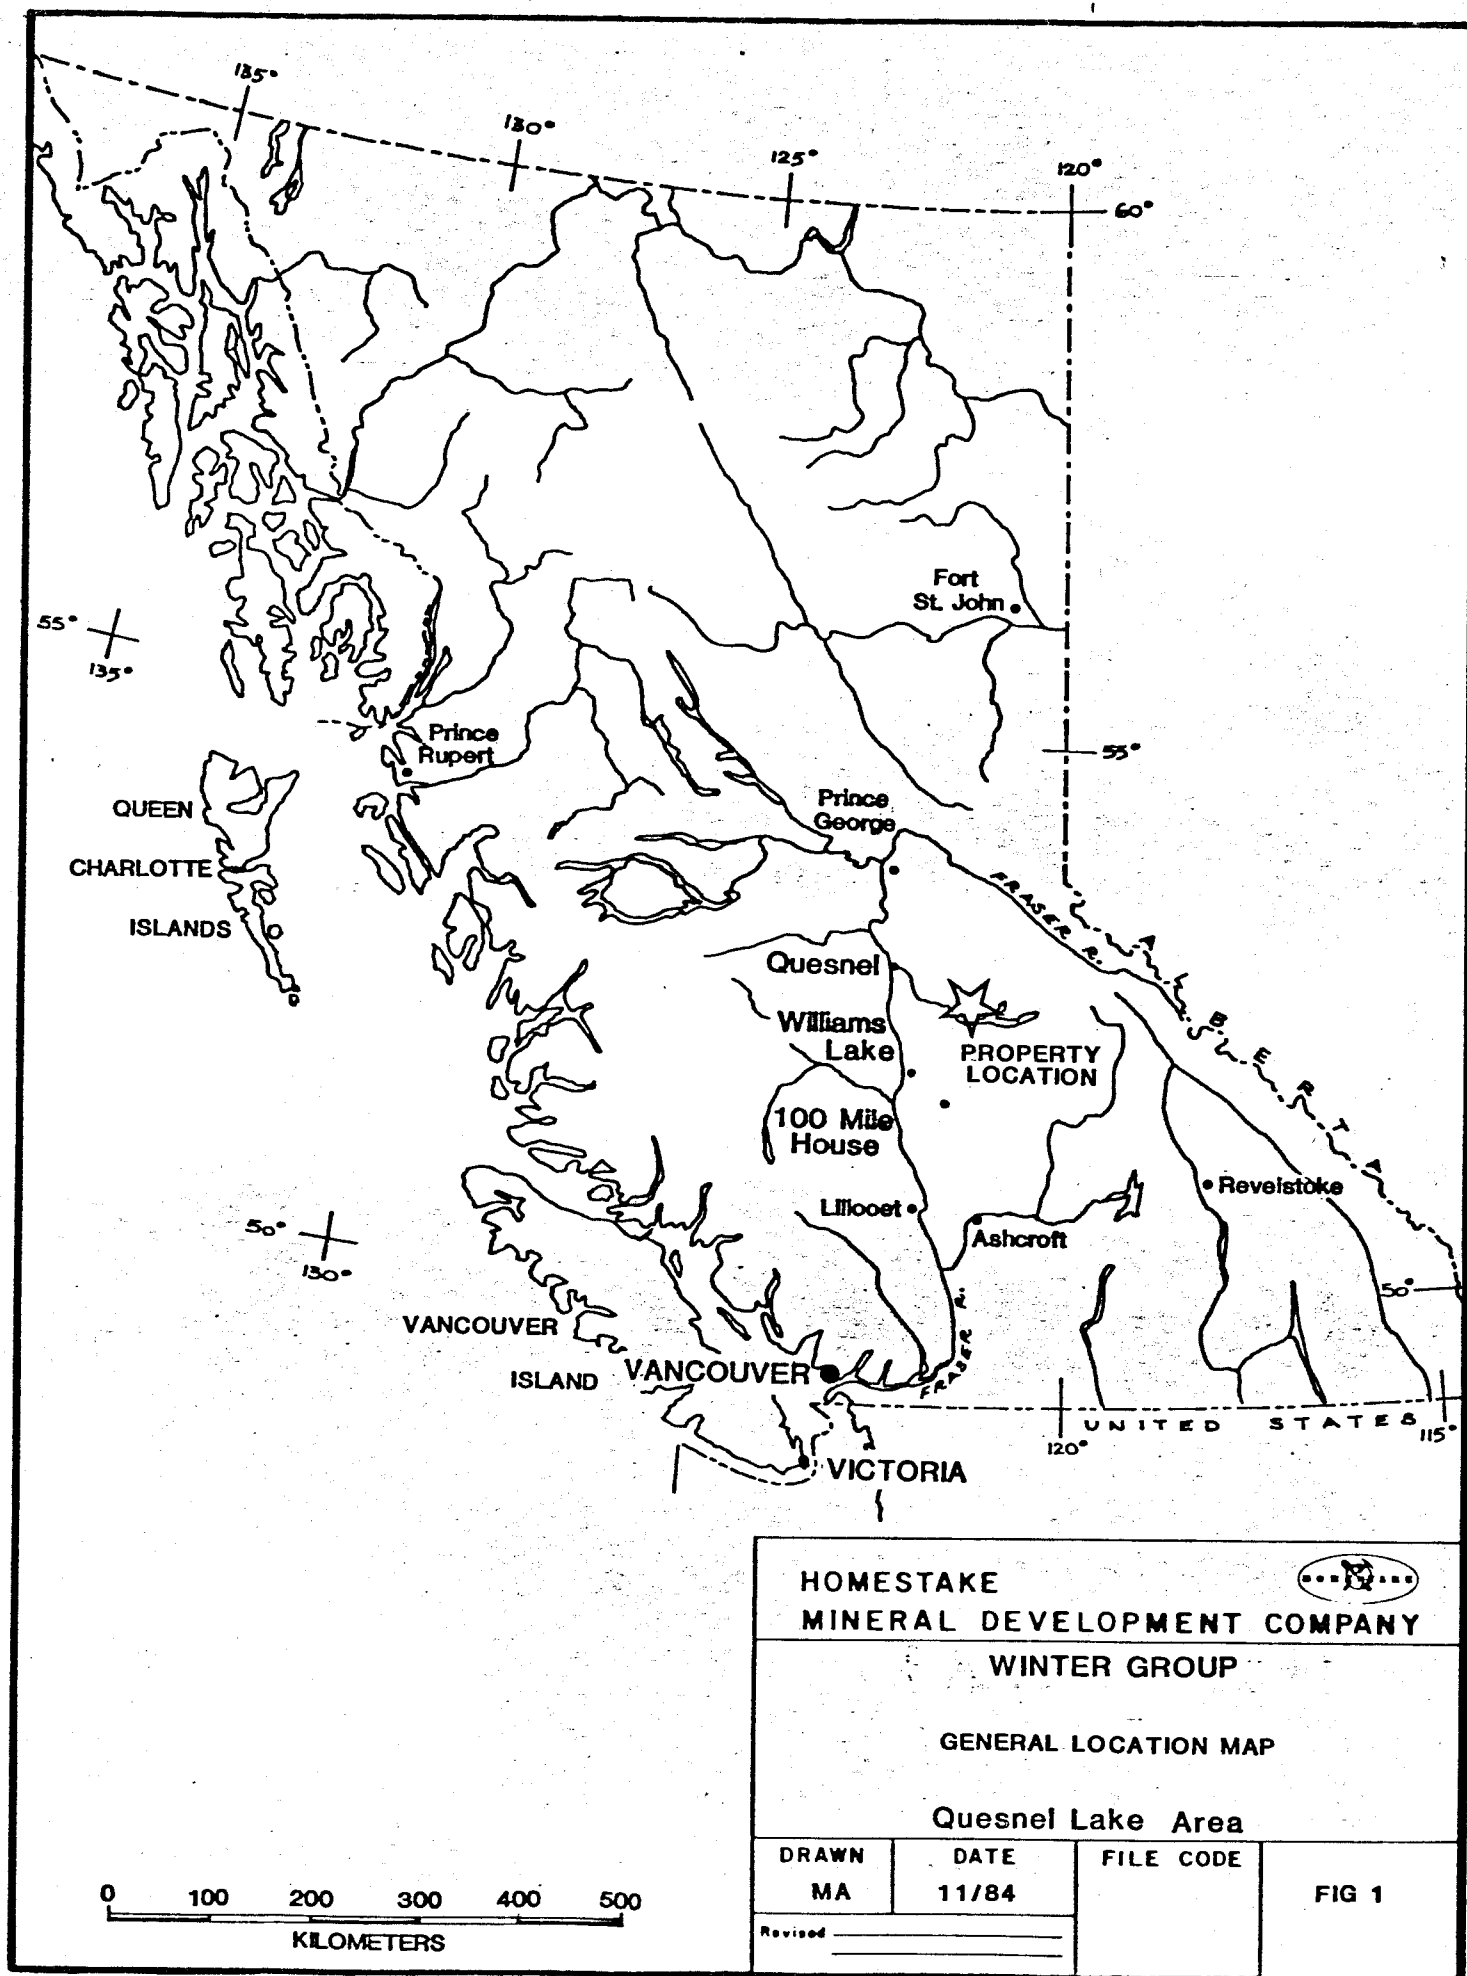 135°
130°
125°
120°
60°
Fort
St. John
55°
135°
Prince
Rupert
55°
QUEEN
CHARLOTTE
ISLANDS
Prince
George
FRASER R.
ALBERTA
Quesnel
Williams
Lake
PROPERTY
LOCATION
100 Mile
House
Revelstoke
Lillooet
Ashcroft
50°
130°
50°
VANCOUVER
ISLAND
VANCOUVER
FRASER R.
UNITED STATES
120°
115°
VICTORIA
HOMESTAKE
MINERAL DEVELOPMENT COMPANY
HOMESTAKE
WINTER GROUP
GENERAL LOCATION MAP
Quesnel Lake Area
DRAWN
MA
DATE
11/84
FILE CODE
FIG 1
Revised
0 100 200 300 400 500
KILOMETERS